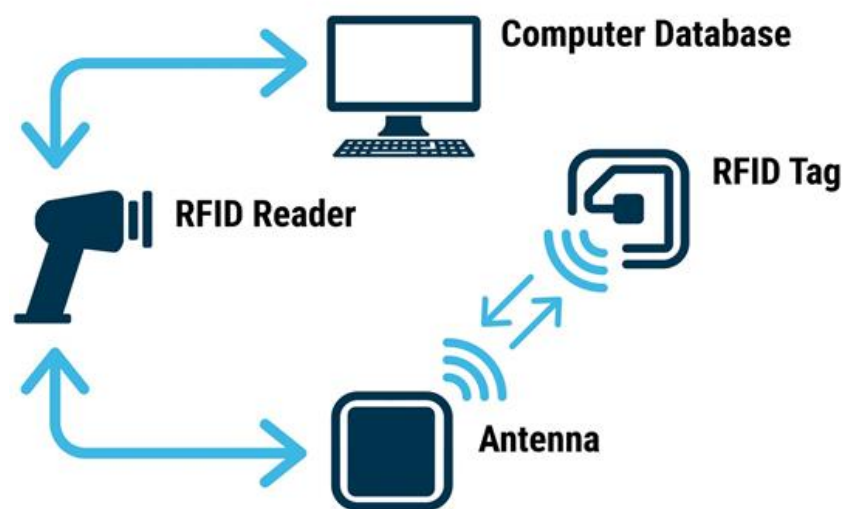 Computer Database
RFID Tag
RFID Reader
Antenna